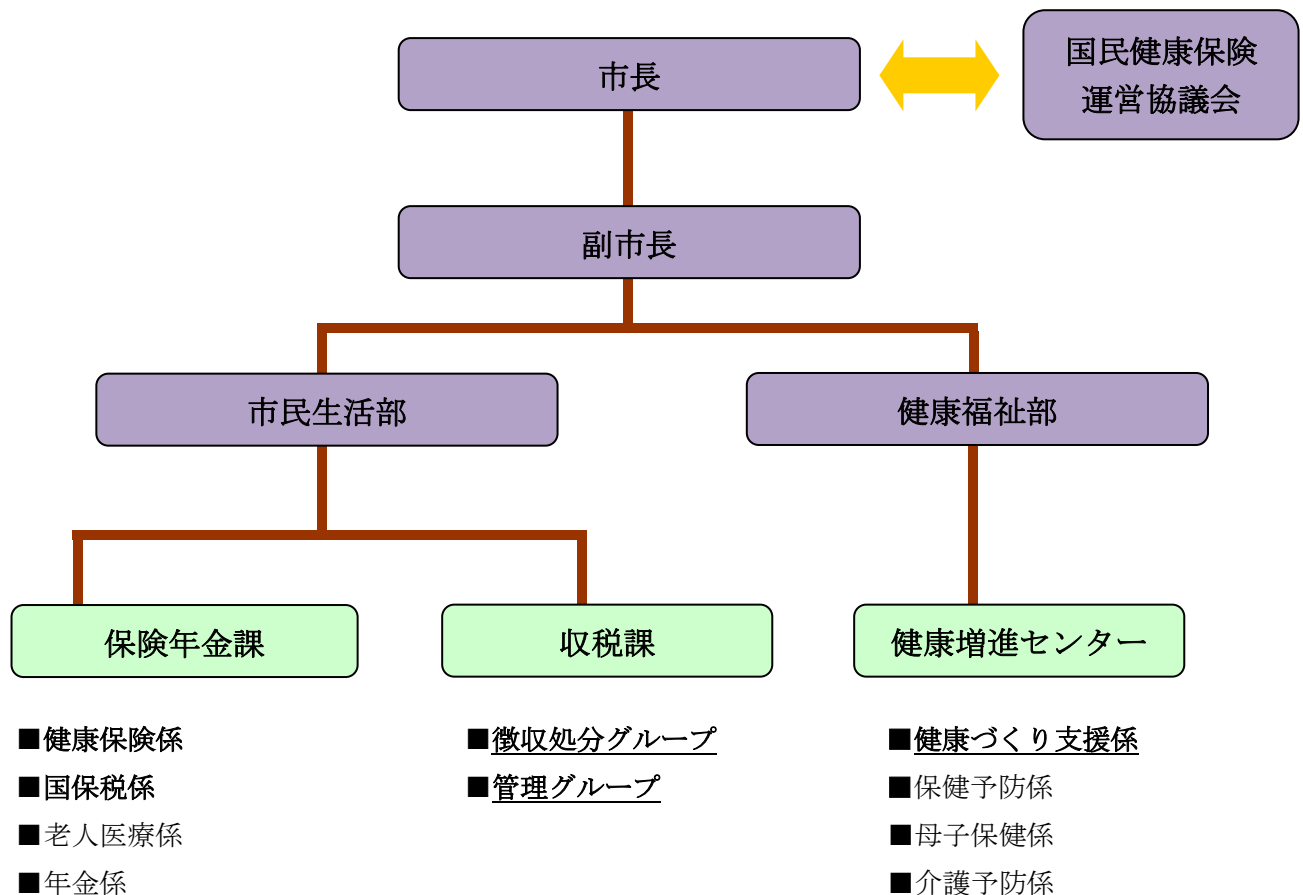 市長
国民健康保険
運営協議会
副市長
市民生活部
健康福祉部
保険年金課
収税課
健康増進センター
■健康保険係
■国保税係
■老人医療係
■年金係
■徴収処分グループ
■管理グループ
■健康づくり支援係
■保健予防係
■母子保健係
■介護予防係